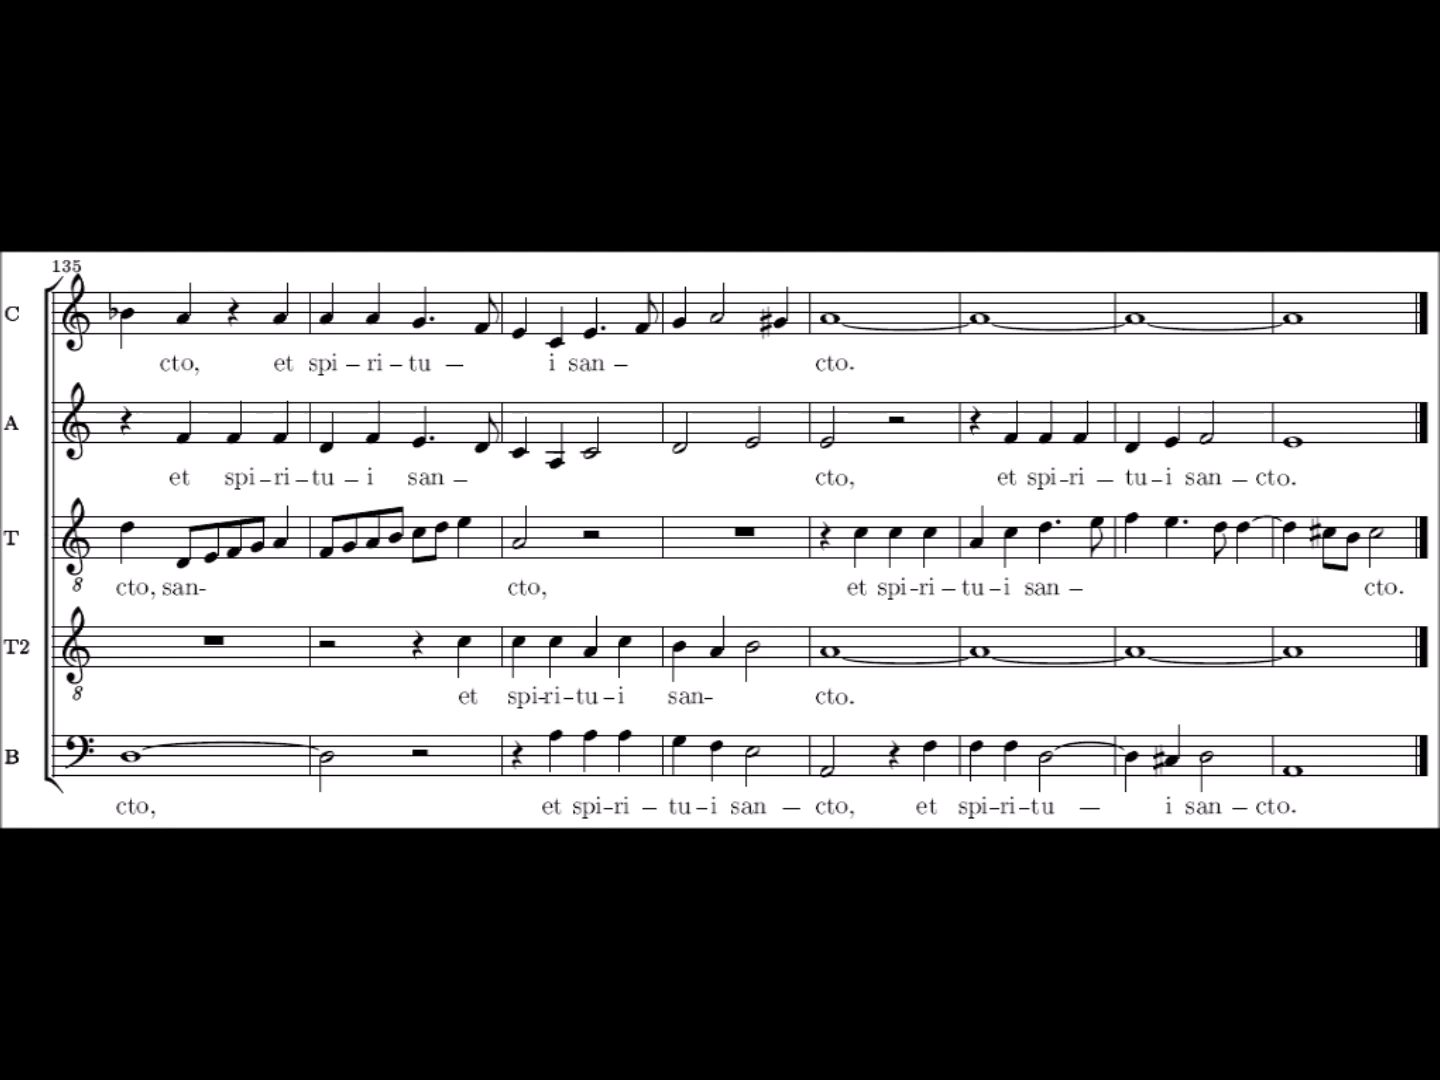 135
C
cto, et spi – ri – tu – i san – cto.
A
et spi – ri – tu – i san – cto, et spi – ri – tu – i san – cto.
T
8
cto, san- cto, et spi – ri – tu – i san – cto.
T2
8
et spi – ri – tu – i san- cto.
B
cto, et spi – ri – tu – i san – cto, et spi – ri – tu – i san – cto.